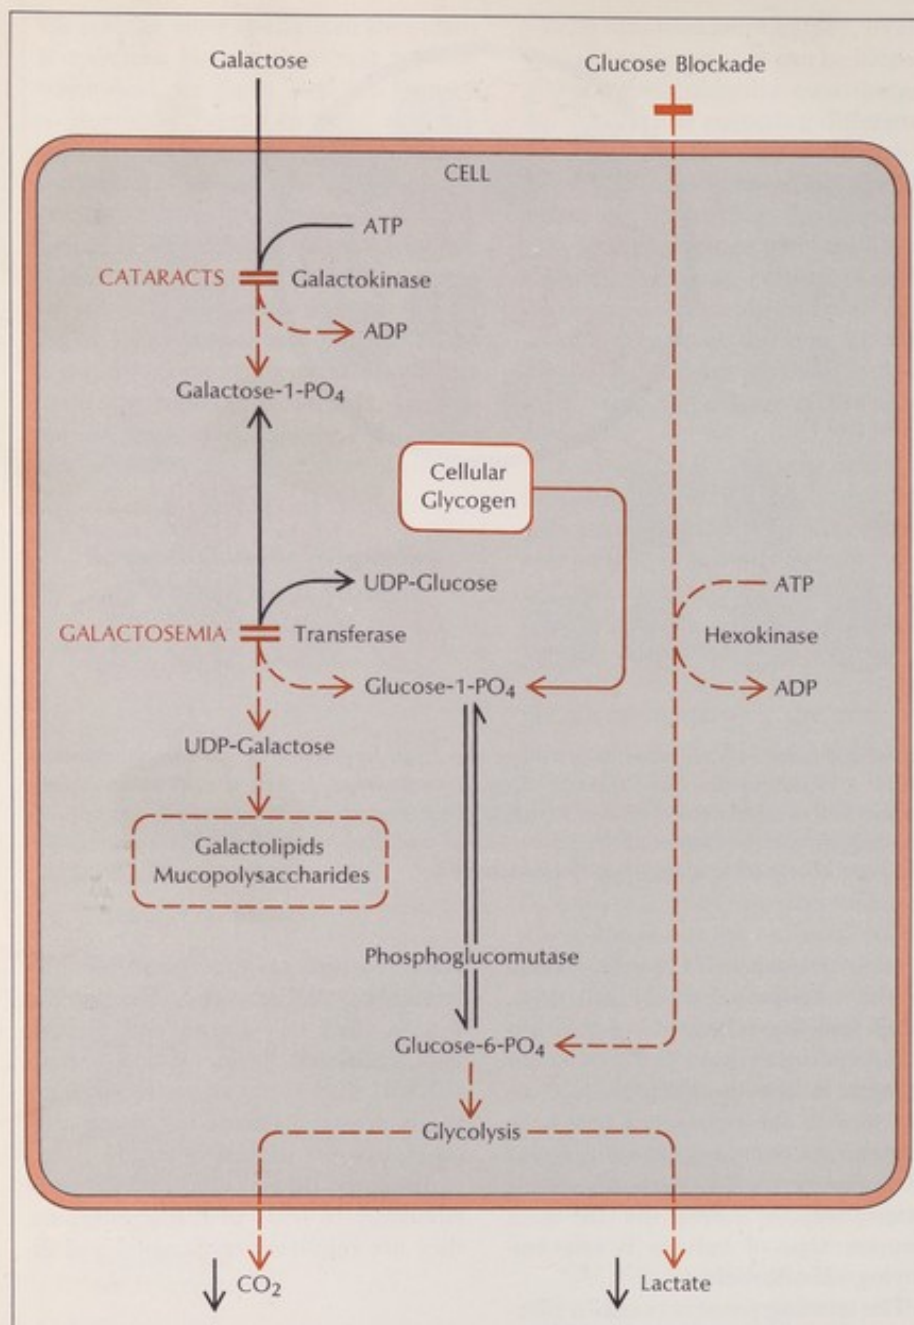 Galactose
Glucose Blockade
CELL
ATP
CATARACTS
Galactokinase
ADP
Galactose-1-PO₄
Cellular
Glycogen
UDP-Glucose
ATP
GALACTOSEMIA
Transferase
Hexokinase
Glucose-1-PO₄
ADP
UDP-Galactose
Galactolipids
Mucopolysaccharides
Phosphoglucomutase
Glucose-6-PO₄
Glycolysis
CO₂
Lactate